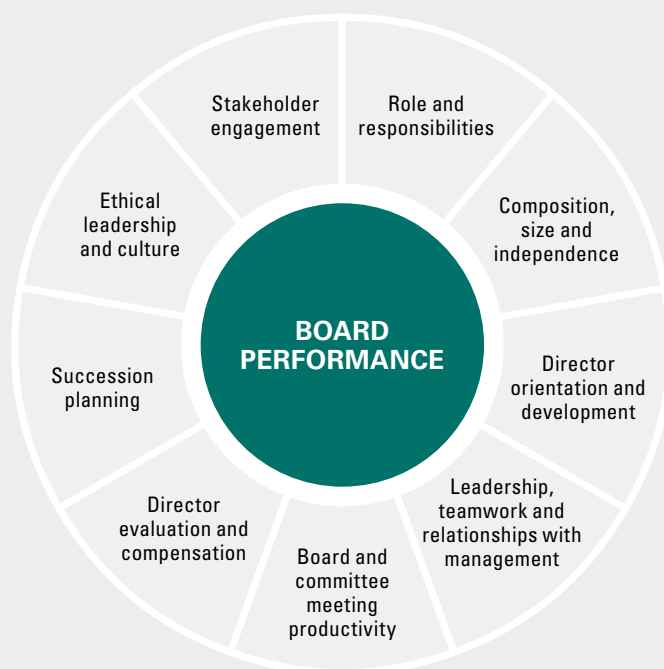 Stakeholder
engagement
Role and
responsibilities
Composition,
size and
independence
Director
orientation and
development
Leadership,
teamwork and
relationships with
management
Board and
committee
meeting
productivity
Director
evaluation and
compensation
Succession
planning
Ethical
leadership
and culture
BOARD
PERFORMANCE